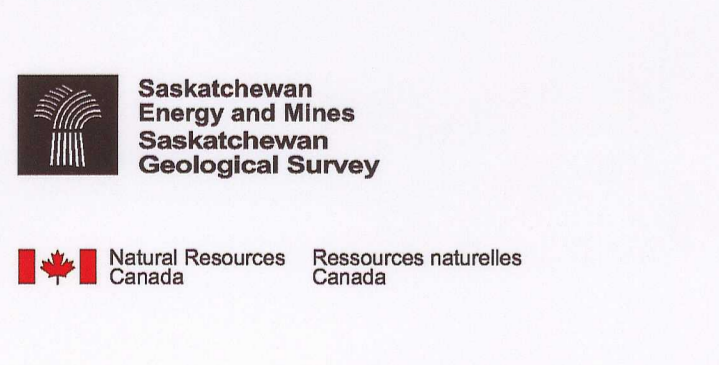 Saskatchewan
Energy and Mines
Saskatchewan
Geological Survey
Natural Resources
Canada
Ressources naturelles
Canada